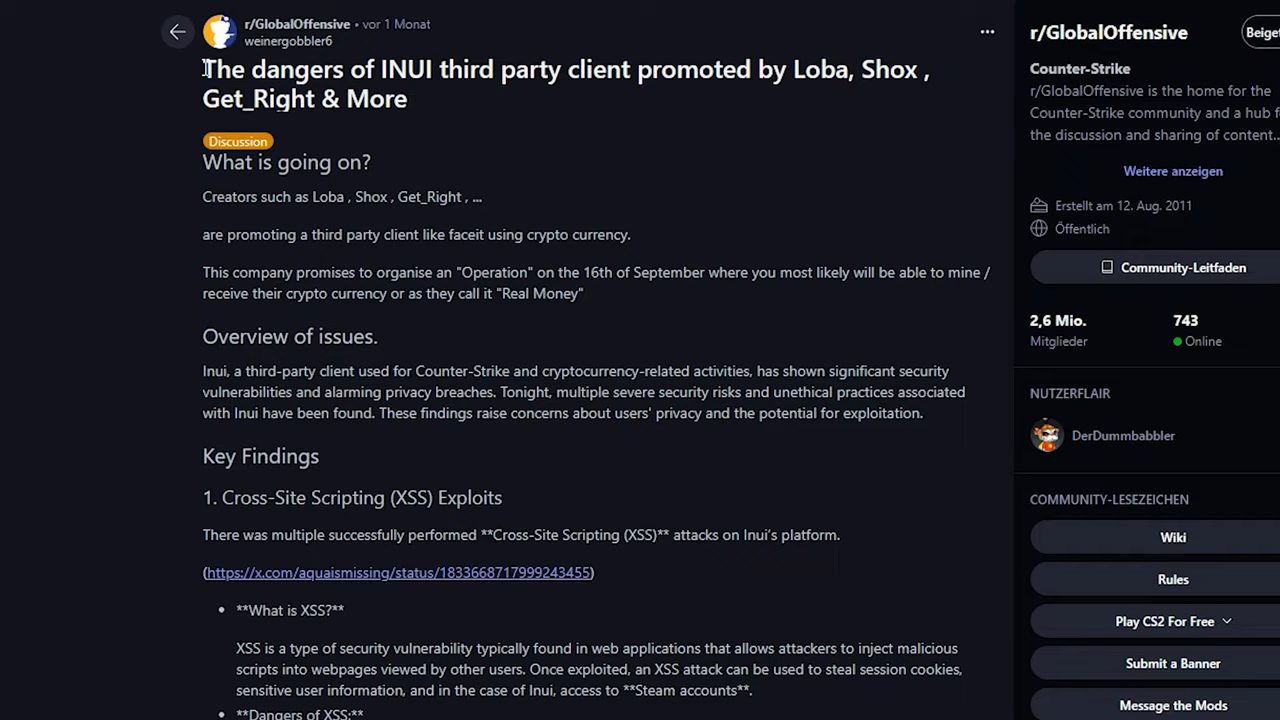 r/GlobalOffensive • vor 1 Monat
weinergobbler6
The dangers of INUI third party client promoted by Loba, Shox ,
Get_Right & More
Discussion
What is going on?
Creators such as Loba , Shox , Get_Right , ...
are promoting a third party client like faceit using crypto currency.
This company promises to organise an "Operation" on the 16th of September where you most likely will be able to mine /
receive their crypto currency or as they call it "Real Money"
Overview of issues.
Inui, a third-party client used for Counter-Strike and cryptocurrency-related activities, has shown significant security
vulnerabilities and alarming privacy breaches. Tonight, multiple severe security risks and unethical practices associated
with Inui have been found. These findings raise concerns about users' privacy and the potential for exploitation.
Key Findings
1. Cross-Site Scripting (XSS) Exploits
There was multiple successfully performed **Cross-Site Scripting (XSS)** attacks on Inui's platform.
(https://x.com/aquaismissing/status/1833668717999243455)
• **What is XSS?**
XSS is a type of security vulnerability typically found in web applications that allows attackers to inject malicious
scripts into webpages viewed by other users. Once exploited, an XSS attack can be used to steal session cookies,
sensitive user information, and in the case of Inui, access to **Steam accounts**.
• **Dangers of XSS:**
r/GlobalOffensive
Beiget
Counter-Strike
r/GlobalOffensive is the home for the
Counter-Strike community and a hub f
the discussion and sharing of content...
Weitere anzeigen
Erstellt am 12. Aug. 2011
Öffentlich
Community-Leitfaden
2,6 Mio. 743
Mitglieder Online
NUTZERFLAIR
DerDummbabbler
COMMUNITY-LESEZEICHEN
Wiki
Rules
Play CS2 For Free
Submit a Banner
Message the Mods